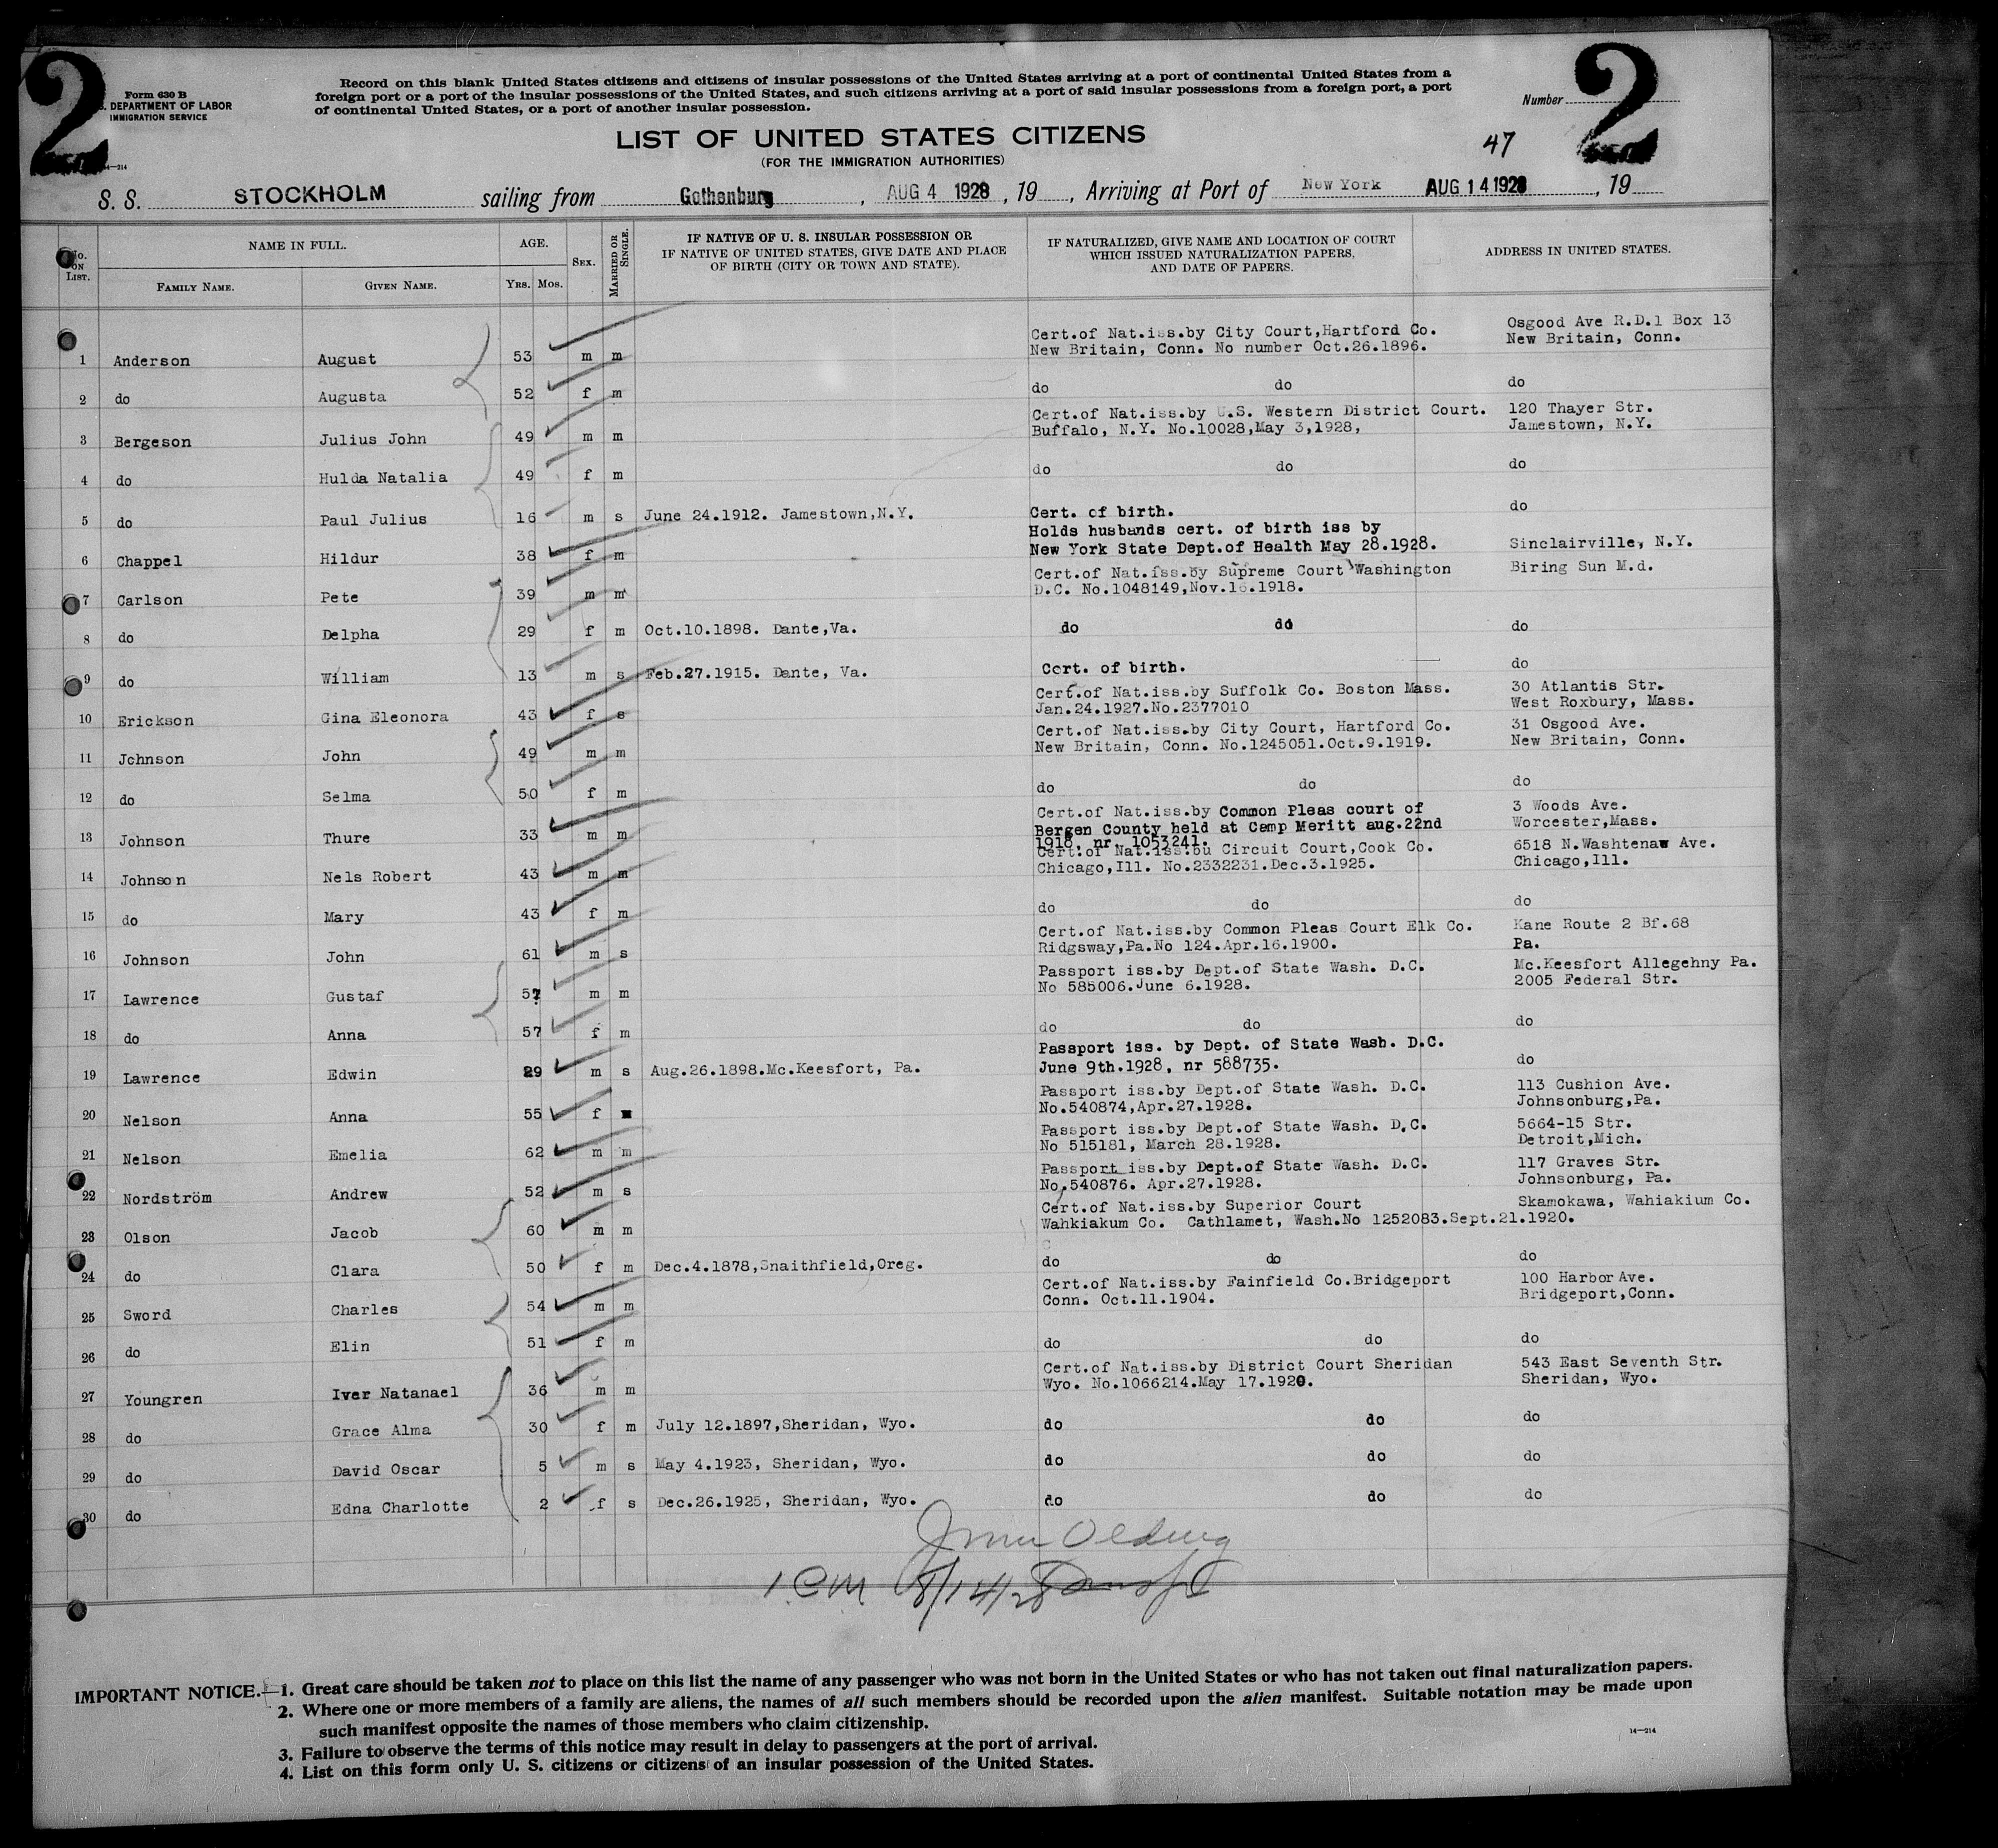 2 2
Form 630 B
DEPARTMENT OF LABOR
IMMIGRATION SERVICE
14—214
Record on this blank United States citizens and citizens of insular possessions of the United States arriving at a port of continental United States from a
foreign port or a port of the insular possessions of the United States, and such citizens arriving at a port of said insular possessions from a foreign port, a port
of continental United States, or a port of another insular possession.
Number
LIST OF UNITED STATES CITIZENS
(FOR THE IMMIGRATION AUTHORITIES)
47
S. S. STOCKHOLM sailing from Gothenburg, AUG 4 1928, 19 , Arriving at Port of New York AUG 14 1928, 19
No. ON LIST. NAME IN FULL. AGE. SEX. MARRIED OR SINGLE. IF NATIVE OF U. S. INSULAR POSSESSION OR IF NATIVE OF UNITED STATES, GIVE DATE AND PLACE OF BIRTH (CITY OR TOWN AND STATE). IF NATURALIZED, GIVE NAME AND LOCATION OF COURT WHICH ISSUED NATURALIZATION PAPERS, AND DATE OF PAPERS. ADDRESS IN UNITED STATES.
FAMILY NAME. GIVEN NAME. YRS. MOS.
1 Anderson August 53 m m Cert.of Nat.iss.by City Court,Hartford Co. Osgood Ave R.D.1 Box 13
New Britain, Conn. No number Oct.26.1896. New Britain, Conn.
2 do Augusta 52 f m do do do
3 Bergeson Julius John 49 m m Cert.of Nat.iss.by U.S. Western District Court. 120 Thayer Str.
Buffalo, N.Y. No.10028,May 3,1928, Jamestown, N.Y.
4 do Hulda Natalia 49 f m do do do
5 do Paul Julius 16 m s June 24.1912. Jamestown,N.Y. Cert. of birth. do
6 Chappel Hildur 38 f m Holds husbands cert. of birth iss by
New York State Dept.of Health May 28.1928. Sinclairville, N.Y.
7 Carlson Pete 39 m m Cert.of Nat.iss.by Supreme Court Washington Biring Sun M.d.
D.C. No.1048149,Nov.16.1918.
8 do Delpha 29 f m Oct.10.1898. Dante,Va. do do do
9 do William 13 m s Feb.27.1915. Dante, Va. Cert. of birth. do
10 Erickson Gina Eleonora 43 f s Cert.of Nat.iss.by Suffolk Co. Boston Mass. 30 Atlantis Str.
Jan.24.1927.No.2377010 West Roxbury, Mass.
11 Johnson John 49 m m Cert.of Nat.iss.by City Court, Hartford Co. 31 Osgood Ave.
New Britain, Conn. No.1245051.Oct.9.1919. New Britain, Conn.
12 do Selma 50 f m do do do
13 Johnson Thure 33 m m Cert.of Nat.iss.by Common Pleas court of 3 Woods Ave.
Bergen County held at Camp Meritt aug.22nd Worcester,Mass.
1918, nr. 1053241.
14 Johnson Nels Robert 43 m m Cert.of Nat.iss.bu Circuit Court,Cook Co. 6518 N.Washtenaw Ave.
Chicago,Ill. No.2332231.Dec.3.1925. Chicago,Ill.
15 do Mary 43 f m do do do
16 Johnson John 61 m s Cert.of Nat.iss.by Common Pleas Court Elk Co. Kane Route 2 Bf.68
Ridgsway,Pa.No 124.Apr.16.1900. Pa.
17 Lawrence Gustaf 57 m m Passport iss.by Dept.of State Wash. D.C. Mc.Keesfort Allegehny Pa.
No 585006.June 6.1928. 2005 Federal Str.
18 do Anna 57 f m do do do
19 Lawrence Edwin 29 m s Aug.26.1898.Mc.Keesfort, Pa. Passport iss. by Dept. of State Wash. D.C.
June 9th.1928, nr 588735. do
20 Nelson Anna 55 f Passport iss.by Dept.of State Wash. D.C. 113 Cushion Ave.
No.540874,Apr.27.1928. Johnsonburg,Pa.
21 Nelson Emelia 62 m m Passport iss.by Dept.of State Wash. D.C. 5664-15 Str.
No 515181, March 28.1928. Detroit,Mich.
22 Nordström Andrew 52 m s Passport iss.by Dept.of State Wash. D.C. 117 Graves Str.
No.540876. Apr.27.1928. Johnsonburg, Pa.
23 Olson Jacob 60 m m Cert.of Nat.iss.by Superior Court Skamokawa, Wahiakium Co.
Wahkiakum Co. Cathlamet, Wash.No 1252083.Sept.21.1920.
24 do Clara 50 f m Dec.4.1878,Snaithfield,Oreg. do do do
25 Sword Charles 54 m m Cert.of Nat.iss.by Fainfield Co.Bridgeport 100 Harbor Ave.
Conn. Oct.11.1904. Bridgeport,Conn.
26 do Elin 51 f m do do do
27 Youngren Iver Natanael 36 m m Cert.of Nat.iss.by District Court Sheridan 543 East Seventh Str.
Wyo. No.1066214.May 17.1920. Sheridan, Wyo.
28 do Grace Alma 30 f m July 12.1897,Sheridan, Wyo. do do do
29 do David Oscar 5 m s May 4.1923, Sheridan, Wyo. do do do
30 do Edna Charlotte 2 f s Dec.26.1925, Sheridan, Wyo. do do do
8/14/28
IMPORTANT NOTICE.—1. Great care should be taken not to place on this list the name of any passenger who was not born in the United States or who has not taken out final naturalization papers.
2. Where one or more members of a family are aliens, the names of all such members should be recorded upon the alien manifest. Suitable notation may be made upon
such manifest opposite the names of those members who claim citizenship.
3. Failure to observe the terms of this notice may result in delay to passengers at the port of arrival.
4. List on this form only U. S. citizens or citizens of an insular possession of the United States.
14—214